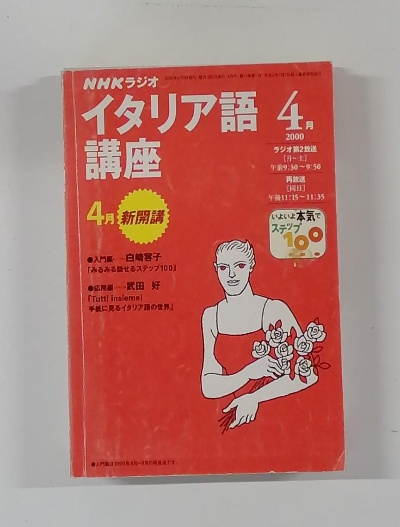 NHKラジオ
イタリア語
講座
4月
2000
ラジオ第2放送
[月~土]
午前9:30~9:50
再放送
[同日]
午後11:15~11:35
4月 新開講
いよいよ本気で
ステップ
100
●入門編……白崎容子
「みるみる話せるステップ100」
●応用編……武田 好
「Tutti insieme!
手紙に見るイタリア語の世界」